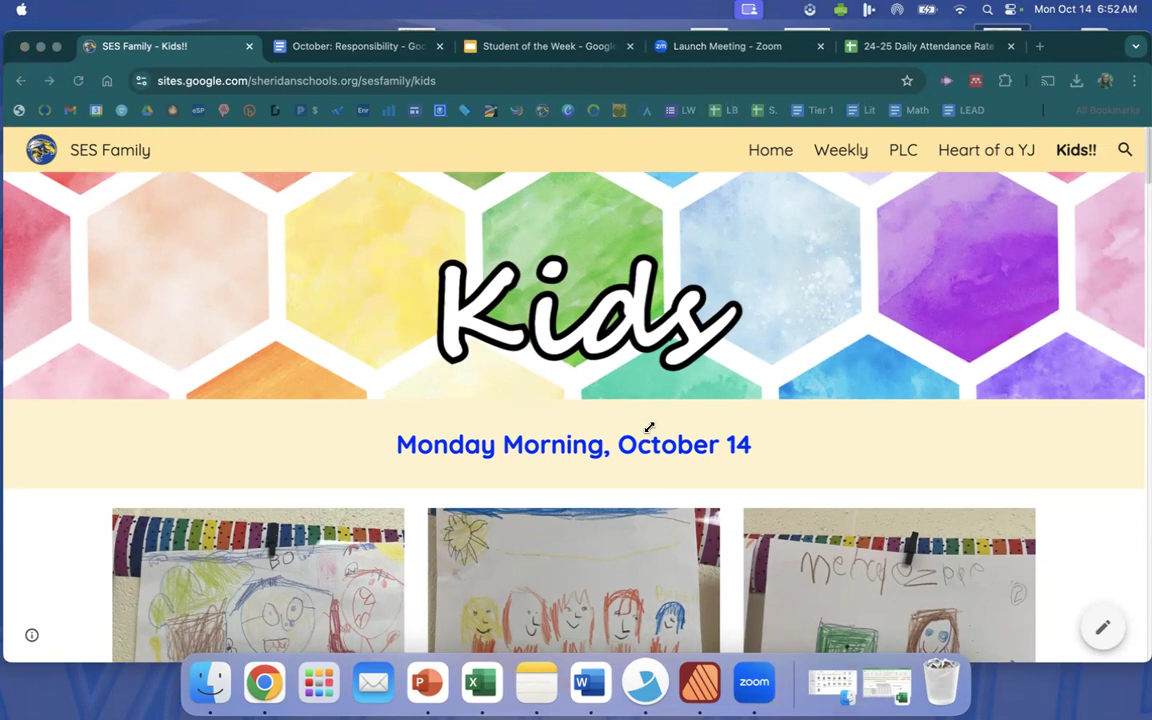 Mon Oct 14 6:52 AM
SES Family - Kids!!
October: Responsibility - Goo
Student of the Week - Google
Launch Meeting - Zoom
24-25 Daily Attendance Rate
sites.google.com/sheridanschools.org/sesfamily/kids
LW
LB
S.
Tier 1
Lit
Math
LEAD
All Bookmarks
SES Family
Home
Weekly
PLC
Heart of a YJ
Kids!!
Kids
Monday Morning, October 14
zoom